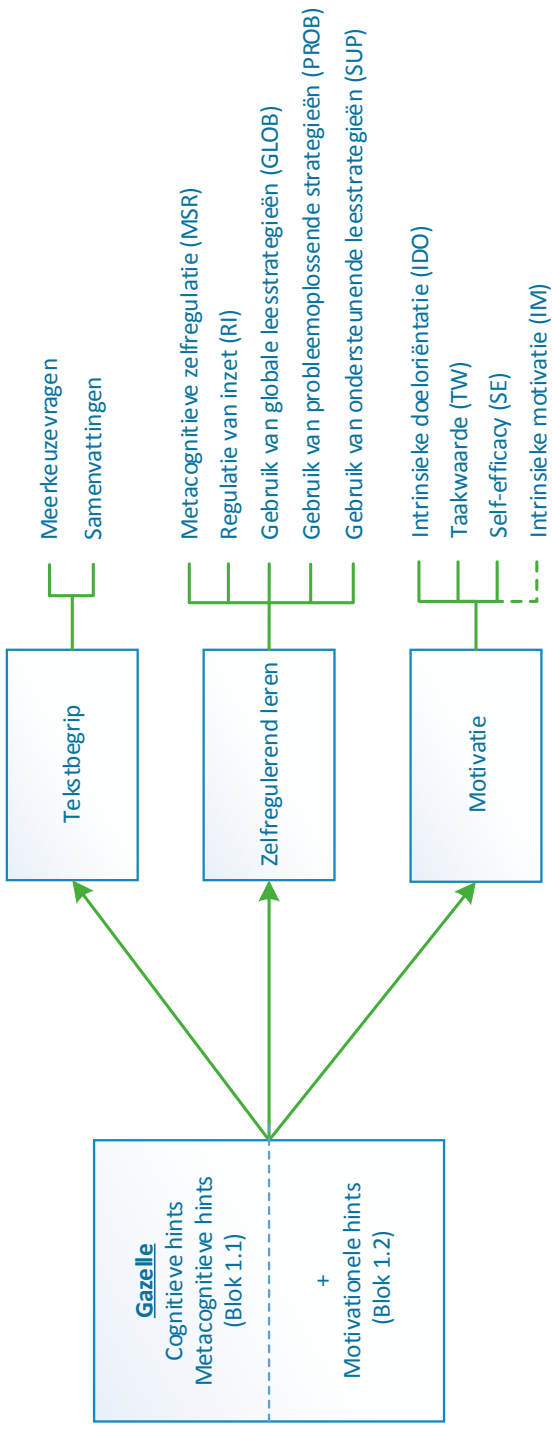 Gazelle
Cognitieve hints
Metacognitieve hints
(Blok 1.1)
+
Motivationele hints
(Blok 1.2)
Tekstbegrip
Meerkeuzevragen
Samenvattingen
Zelfregulerend leren
Metacognitieve zelfregulatie (MSR)
Regulatie van inzet (RI)
Gebruik van globale leesstrategieën (GLOB)
Gebruik van probleemoplossende strategieën (PROB)
Gebruik van ondersteunende leesstrategieën (SUP)
Motivatie
Intrinsieke doeloriëntatie (IDO)
Taakwaarde (TW)
Self-efficacy (SE)
Intrinsieke motivatie (IM)